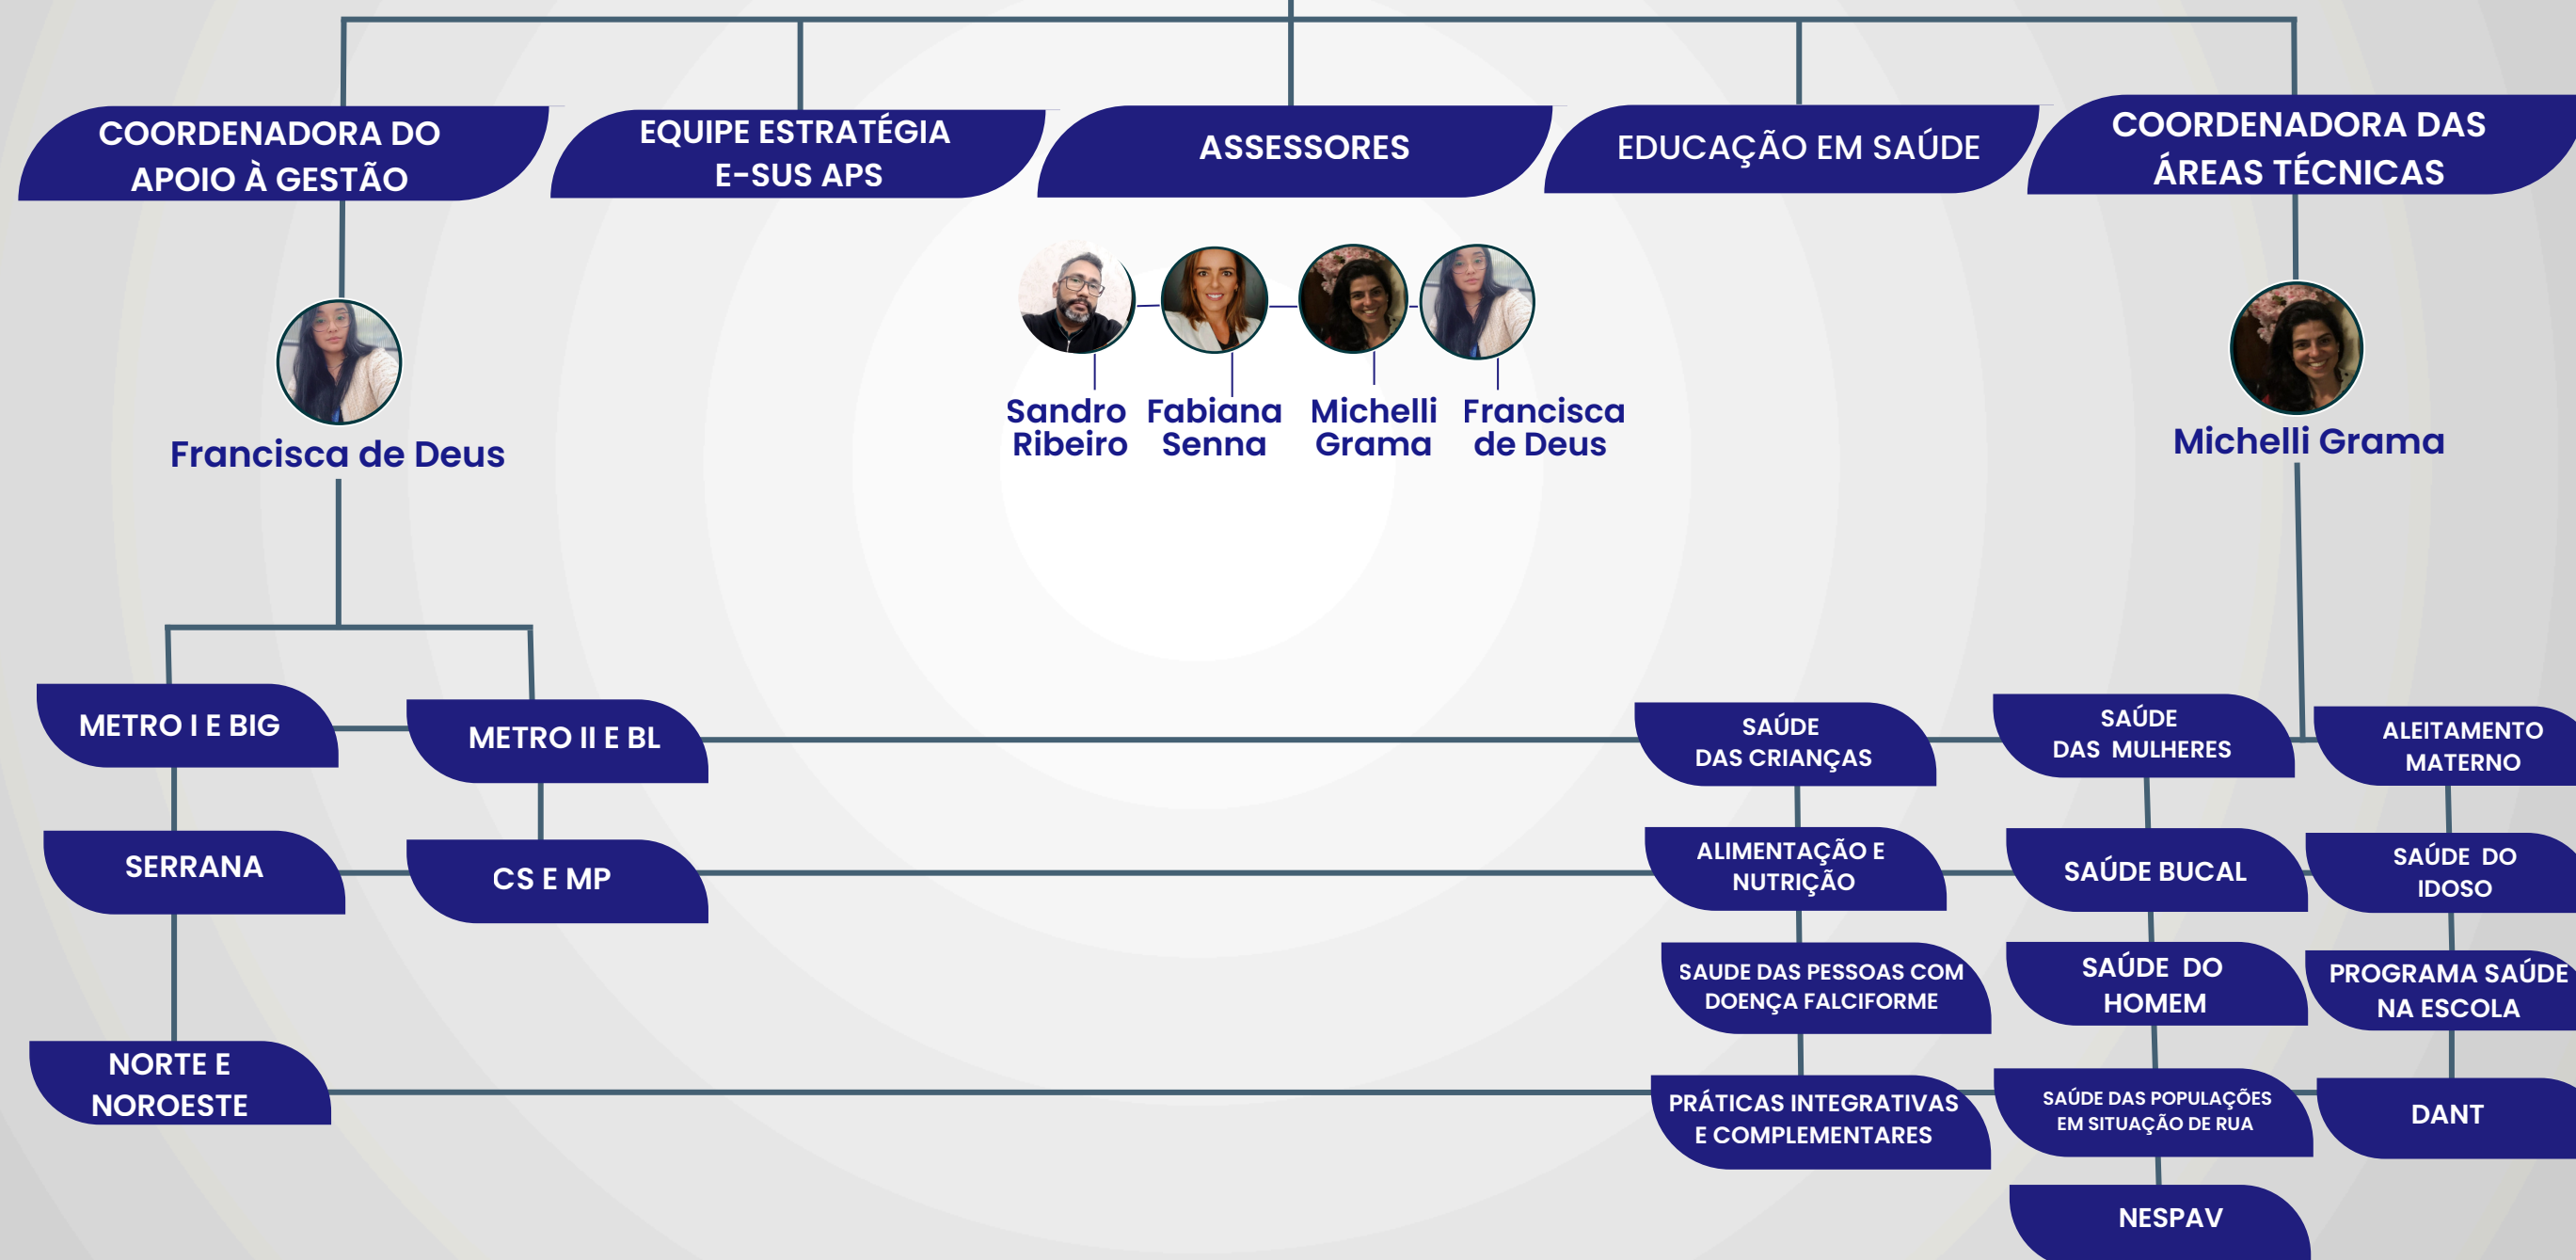 COORDENADORA DO
APOIO À GESTÃO
EQUIPE ESTRATÉGIA
E-SUS APS
ASSESSORES
EDUCAÇÃO EM SAÚDE
COORDENADORA DAS
ÁREAS TÉCNICAS
Francisca de Deus
Sandro
Ribeiro
Fabiana
Senna
Michelli
Grama
Francisca
de Deus
Michelli Grama
METRO I E BIG
METRO II E BL
SERRANA
CS E MP
NORTE E
NOROESTE
SAÚDE
DAS CRIANÇAS
SAÚDE
DAS MULHERES
ALEITAMENTO
MATERNO
ALIMENTAÇÃO E
NUTRIÇÃO
SAÚDE BUCAL
SAÚDE DO
IDOSO
SAUDE DAS PESSOAS COM
DOENÇA FALCIFORME
SAÚDE DO
HOMEM
PROGRAMA SAÚDE
NA ESCOLA
PRÁTICAS INTEGRATIVAS
E COMPLEMENTARES
SAÚDE DAS POPULAÇÕES
EM SITUAÇÃO DE RUA
DANT
NESPAV